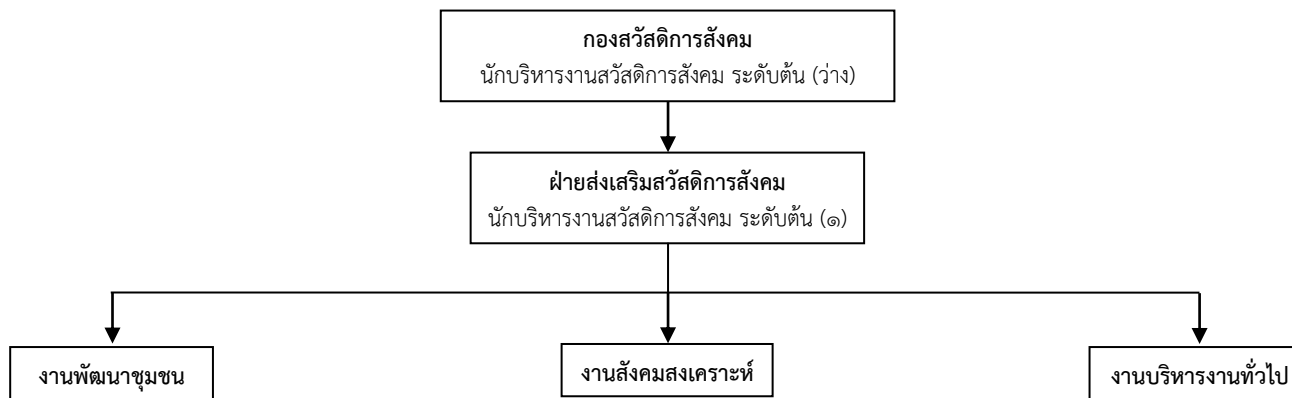 กองสวัสดิการสังคม
นักบริหารงานสวัสดิการสังคม ระดับต้น (ว่าง)
ฝ่ายส่งเสริมสวัสดิการสังคม
นักบริหารงานสวัสดิการสังคม ระดับต้น (๑)
งานพัฒนาชุมชน
งานสังคมสงเคราะห์
งานบริหารงานทั่วไป